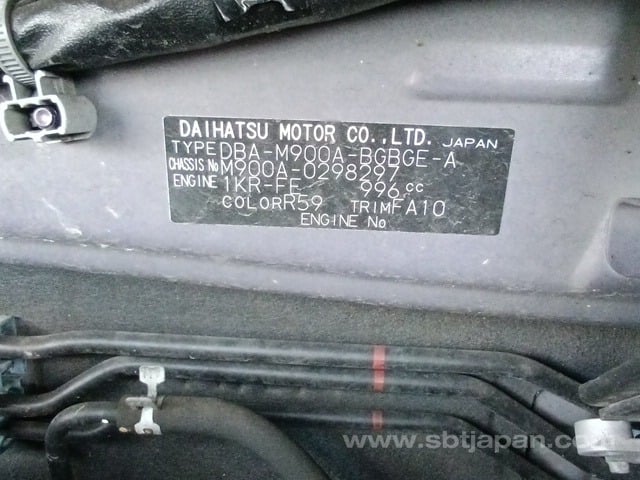 DAIHATSU MOTOR CO.,LTD. JAPAN
TYPE DBA-M900A-BGBGE-A
CHASSIS No M900A-0298297
ENGINE 1KR-FE 996cc
COLOR R59 TRIM FA10
ENGINE No
www.sbtjapan.com/